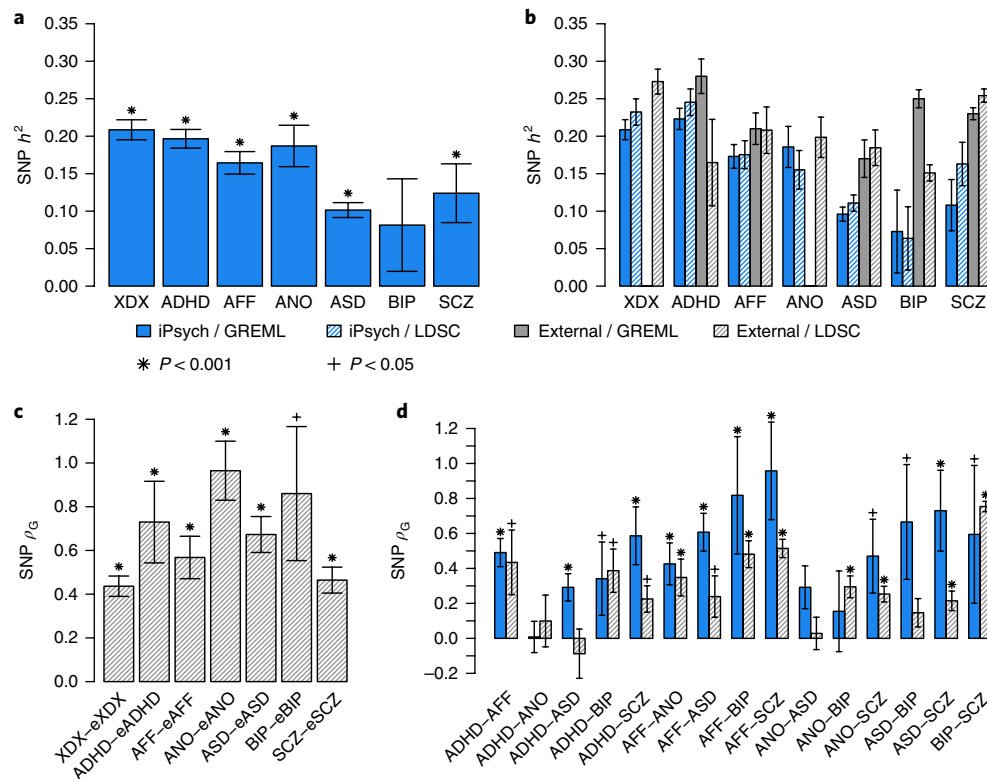 a
SNP h²
0.35
0.30
0.25
0.20
0.15
0.10
0.05
0.00
* * * * * *
XDX ADHD AFF ANO ASD BIP SCZ
b
SNP h²
0.35
0.30
0.25
0.20
0.15
0.10
0.05
0.00
XDX ADHD AFF ANO ASD BIP SCZ
iPsych / GREML iPsych / LDSC External / GREML External / LDSC
* P < 0.001 + P < 0.05
c
SNP ρG
1.2
1.0
0.8
0.6
0.4
0.2
0.0
* * * * * + *
XDX–eXDX
ADHD–eADHD
AFF–eAFF
ANO–eANO
ASD–eASD
BIP–eBIP
SCZ–eSCZ
d
SNP ρG
1.2
1.0
0.8
0.6
0.4
0.2
0.0
−0.2
* + * + + * + * * * + * * * * * + * + * * + *
ADHD–AFF
ADHD–ANO
ADHD–ASD
ADHD–BIP
ADHD–SCZ
AFF–ANO
AFF–ASD
AFF–BIP
AFF–SCZ
ANO–ASD
ANO–BIP
ANO–SCZ
ASD–BIP
ASD–SCZ
BIP–SCZ